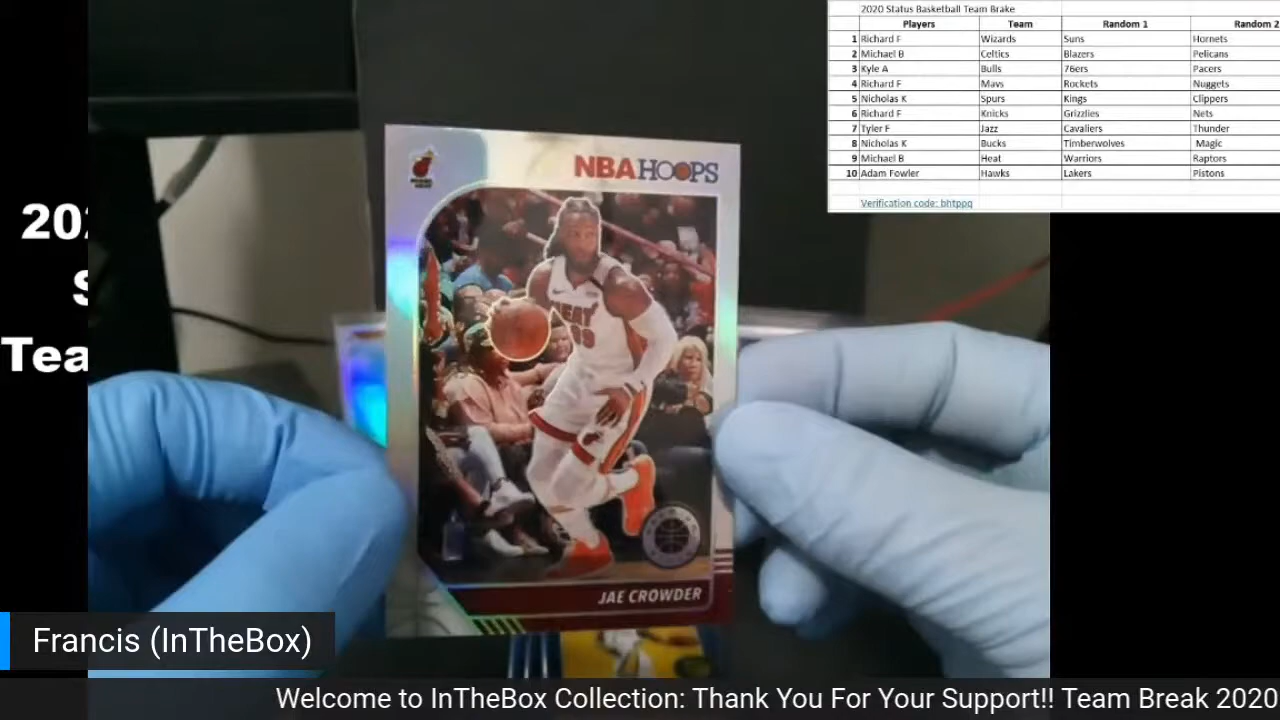 2020 Status Basketball Team Brake
Players Team Random 1 Random 2
1 Richard F Wizards Suns Hornets
2 Michael B Celtics Blazers Pelicans
3 Kyle A Bulls 76ers Pacers
4 Richard F Mavs Rockets Nuggets
5 Nicholas K Spurs Kings Clippers
6 Richard F Knicks Grizzlies Nets
7 Tyler F Jazz Cavaliers Thunder
8 Nicholas K Bucks Timberwolves Magic
9 Michael B Heat Warriors Raptors
10 Adam Fowler Hawks Lakers Pistons
Verification code: bhtppq
NBA HOOPS
HEAT
99
JAE CROWDER
202
S
Tea
Francis (InTheBox)
Welcome to InTheBox Collection: Thank You For Your Support!! Team Break 2020